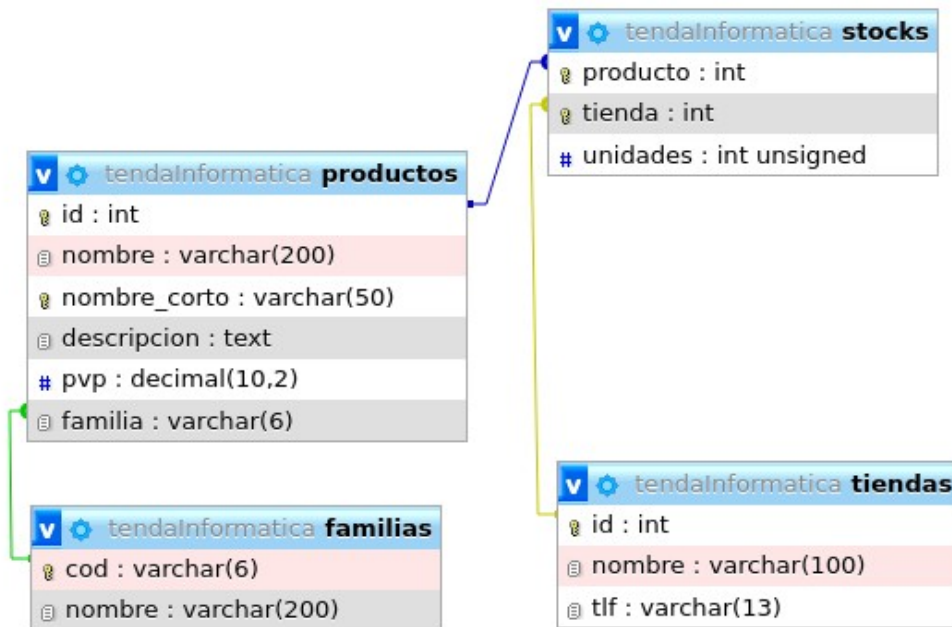 v tendaInformatica stocks
producto : int
tienda : int
# unidades : int unsigned
v tendaInformatica productos
id : int
nombre : varchar(200)
nombre_corto : varchar(50)
descripcion : text
# pvp : decimal(10,2)
familia : varchar(6)
v tendaInformatica familias
cod : varchar(6)
nombre : varchar(200)
v tendaInformatica tiendas
id : int
nombre : varchar(100)
tlf : varchar(13)